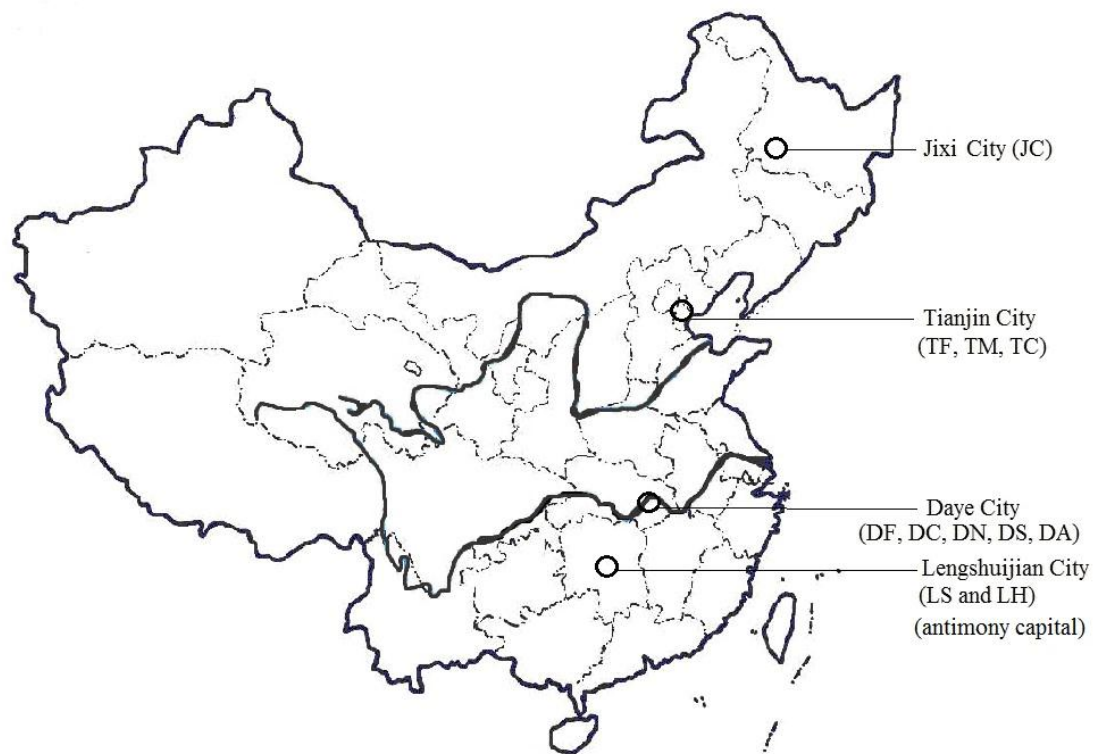 Jixi City (JC)
Tianjin City
(TF, TM, TC)
Daye City
(DF, DC, DN, DS, DA)
Lengshuijian City
(LS and LH)
(antimony capital)